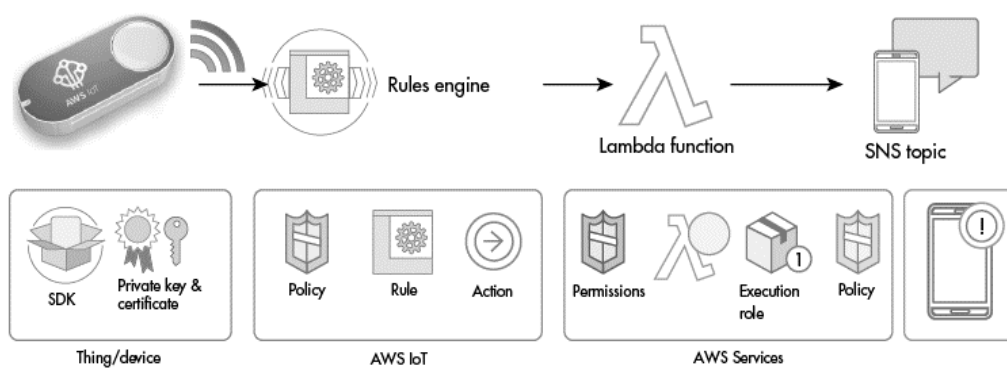 AWS IoT
Rules engine
Lambda function
SNS topic
SDK
Private key &
certificate
Policy
Rule
Action
Permissions
Execution
role
1
Policy
!
Thing/device
AWS IoT
AWS Services